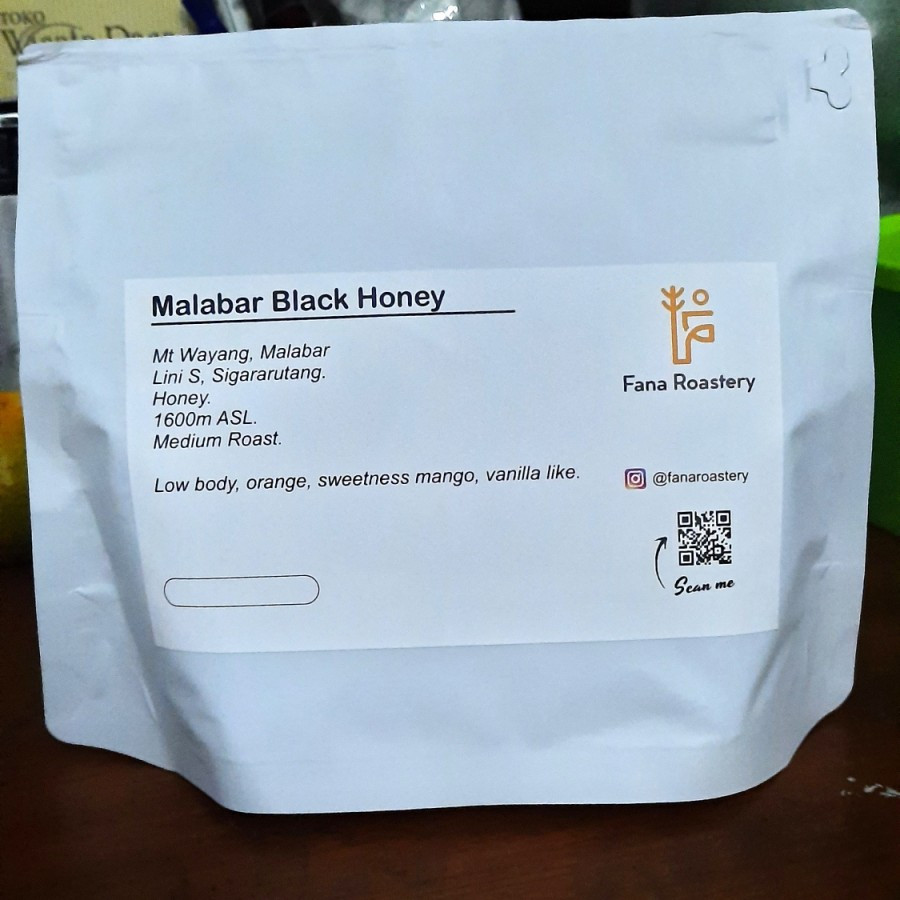 TOKO
Malabar Black Honey
Mt Wayang, Malabar
Lini S, Sigararutang.
Honey.
1600m ASL.
Medium Roast.
Low body, orange, sweetness mango, vanilla like.
Fana Roastery
@fanaroastery
Scan me